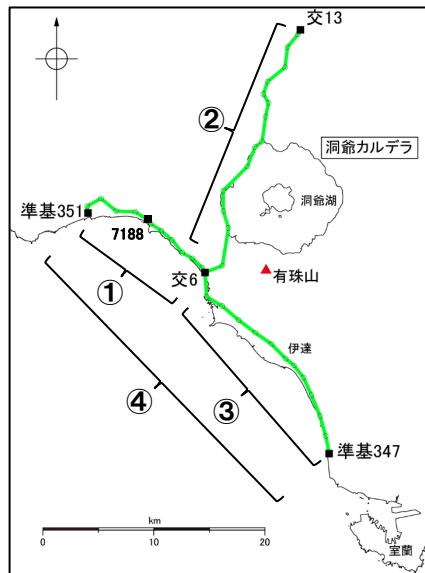 交13
②
洞爺カルデラ
洞爺湖
準基351
7188
有珠山
交6
①
伊達
④
③
準基347
km
0 10 20
室蘭